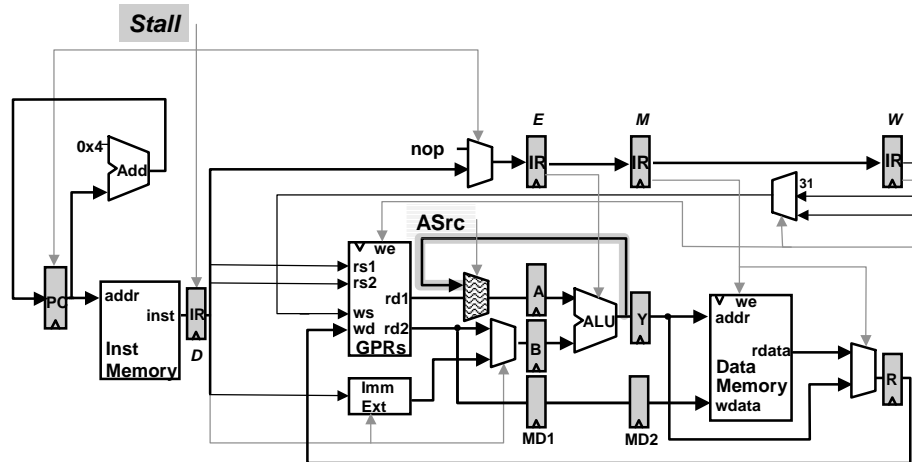 Stall
E
M
W
0x4
Add
nop
IR
IR
IR
31
ASrc
we
rs1
rs2
ws
wd
rd1
rd2
GPRs
PC
addr
inst
Inst
Memory
IR
D
A
B
ALU
Y
we
addr
rdata
Data
Memory
wdata
R
Imm
Ext
MD1
MD2